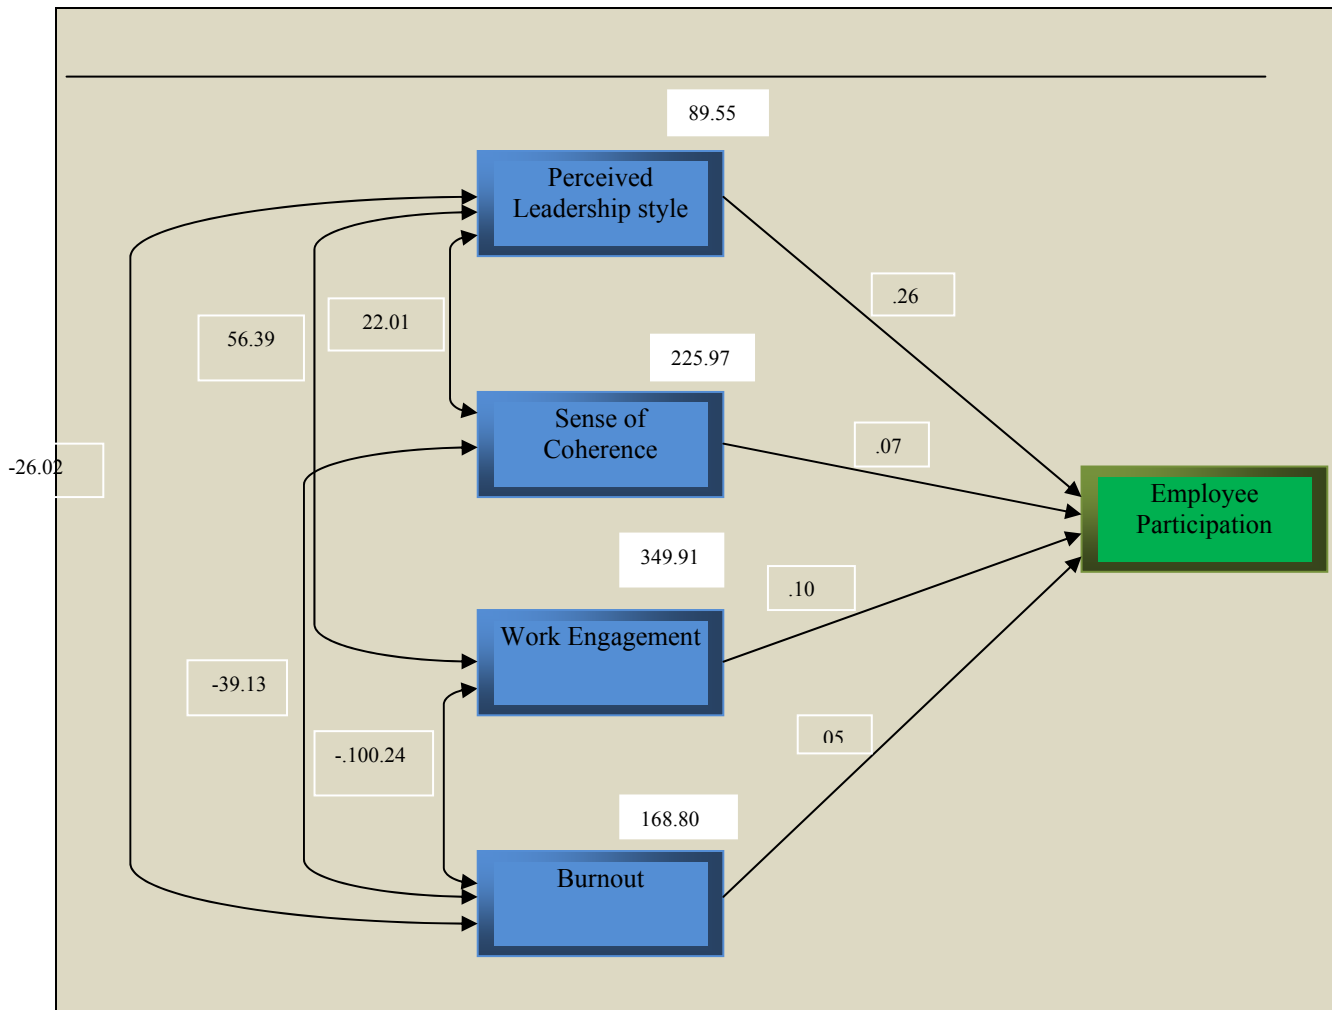 89.55
Perceived
Leadership style
.26
22.01
56.39
225.97
Sense of
Coherence
.07
-26.02
Employee
Participation
349.91
.10
Work Engagement
-39.13
05
-.100.24
168.80
Burnout